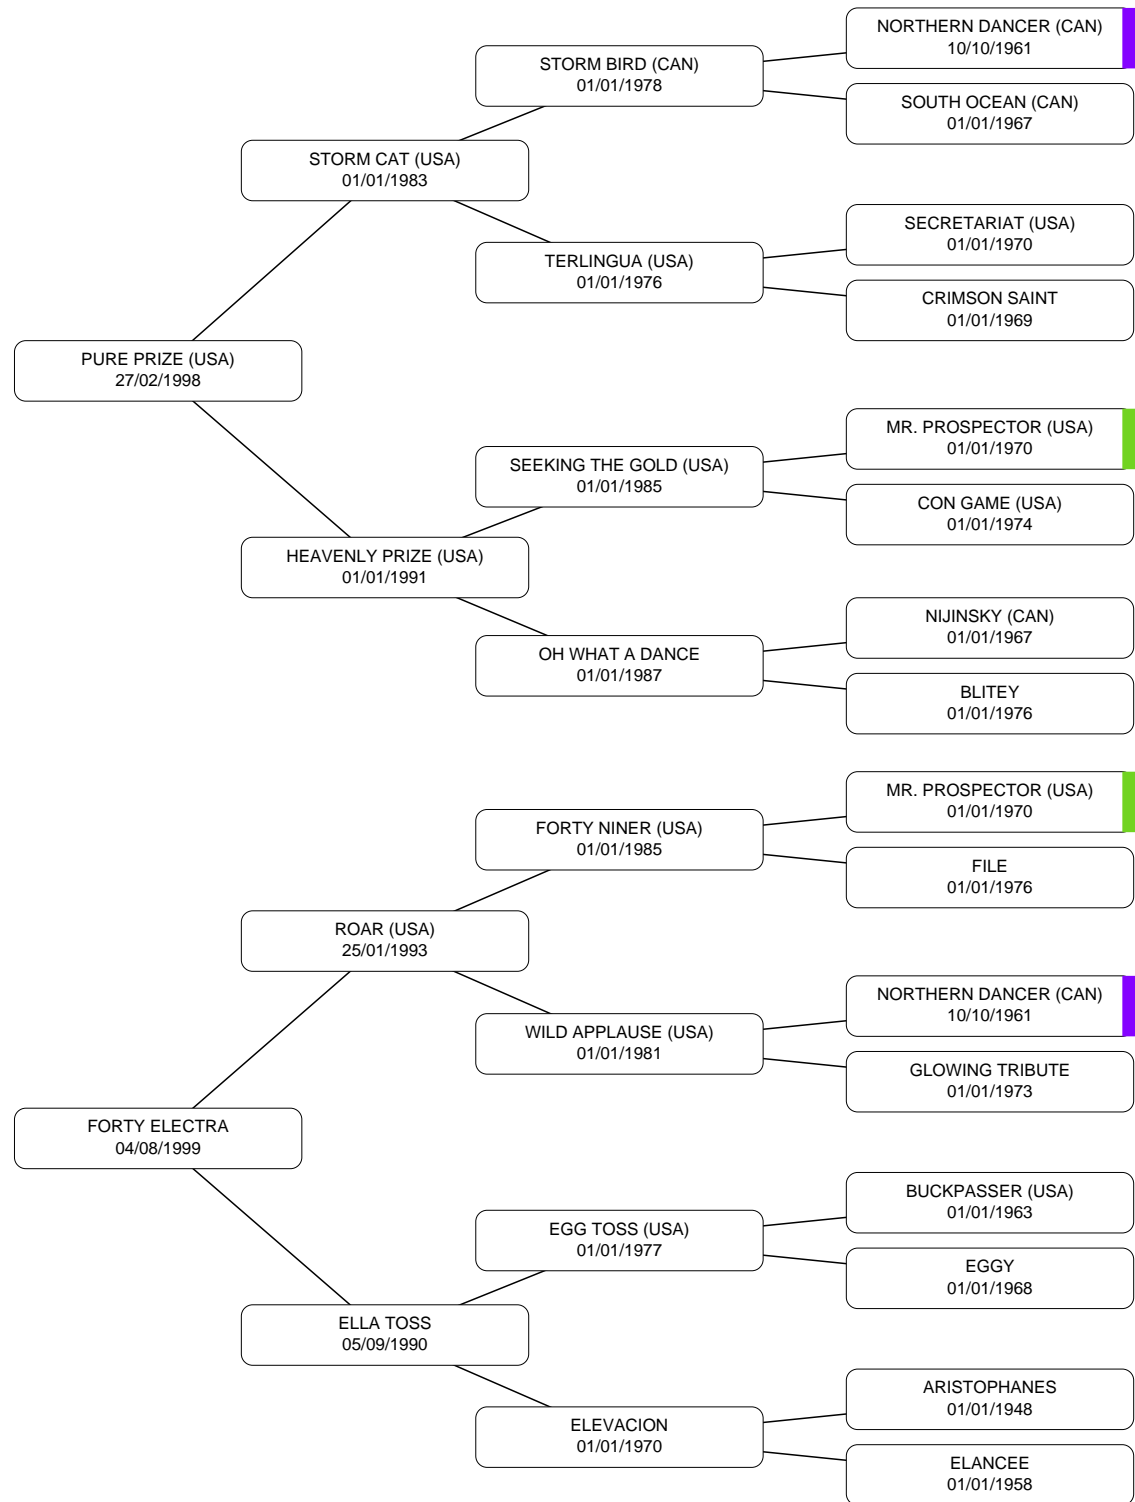 NORTHERN DANCER (CAN)
10/10/1961
STORM BIRD (CAN)
01/01/1978
SOUTH OCEAN (CAN)
01/01/1967
STORM CAT (USA)
01/01/1983
SECRETARIAT (USA)
01/01/1970
TERLINGUA (USA)
01/01/1976
CRIMSON SAINT
01/01/1969
PURE PRIZE (USA)
27/02/1998
MR. PROSPECTOR (USA)
01/01/1970
SEEKING THE GOLD (USA)
01/01/1985
CON GAME (USA)
01/01/1974
HEAVENLY PRIZE (USA)
01/01/1991
NIJINSKY (CAN)
01/01/1967
OH WHAT A DANCE
01/01/1987
BLITEY
01/01/1976
MR. PROSPECTOR (USA)
01/01/1970
FORTY NINER (USA)
01/01/1985
FILE
01/01/1976
ROAR (USA)
25/01/1993
NORTHERN DANCER (CAN)
10/10/1961
WILD APPLAUSE (USA)
01/01/1981
GLOWING TRIBUTE
01/01/1973
FORTY ELECTRA
04/08/1999
BUCKPASSER (USA)
01/01/1963
EGG TOSS (USA)
01/01/1977
EGGY
01/01/1968
ELLA TOSS
05/09/1990
ARISTOPHANES
01/01/1948
ELEVACION
01/01/1970
ELANCEE
01/01/1958